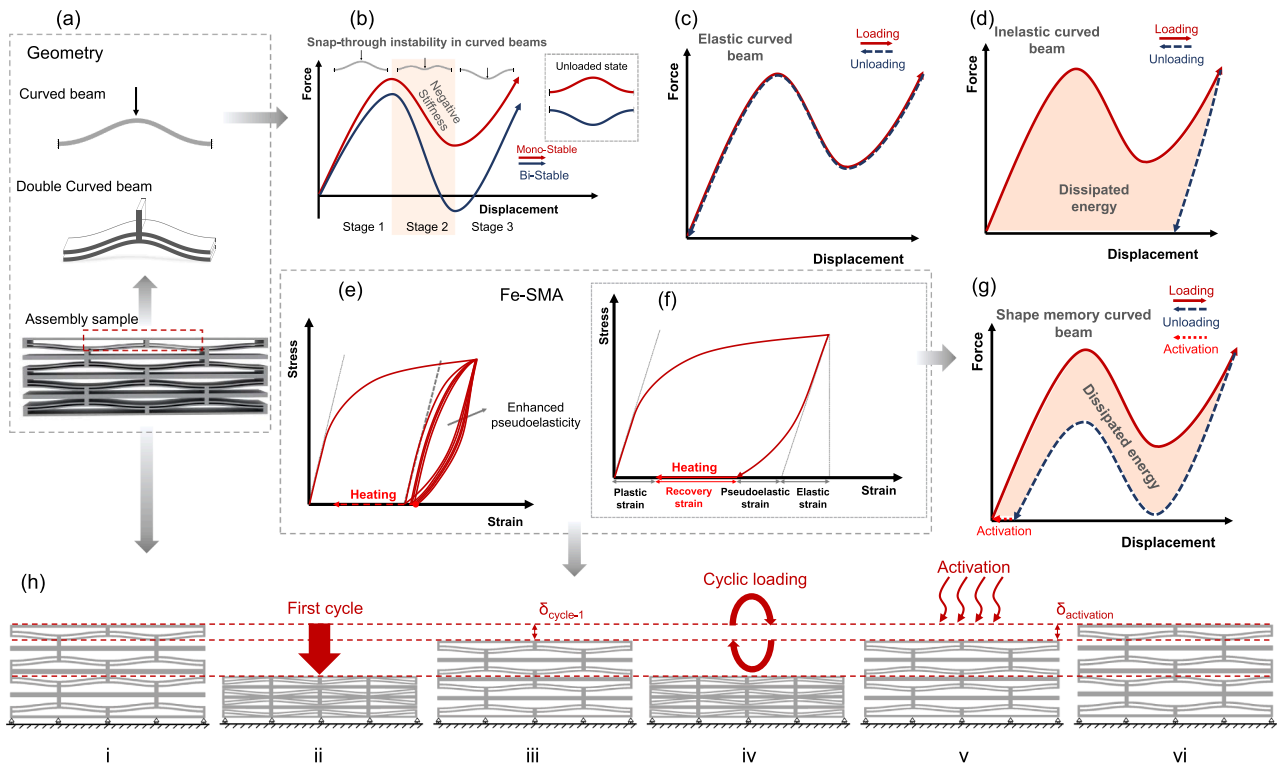 (a)
Geometry
Curved beam
Double Curved beam
Assembly sample
(b)
Snap-through instability in curved beams
Force
Negative
Stiffness
Unloaded state
Mono-Stable
Bi-Stable
Displacement
Stage 1
Stage 2
Stage 3
(c)
Elastic curved
beam
Loading
Unloading
Force
Displacement
(d)
Inelastic curved
beam
Loading
Unloading
Force
Dissipated
energy
Displacement
(e)
Fe-SMA
Stress
Enhanced
pseudoelasticity
Heating
Strain
(f)
Heating
Plastic
strain
Recovery
strain
Pseudoelastic
strain
Elastic
strain
Strain
(g)
Shape memory curved
beam
Loading
Unloading
Activation
Force
Dissipated energy
Activation
Displacement
(h)
First cycle
δcycle-1
Cyclic loading
Activation
δactivation
i
ii
iii
iv
v
vi